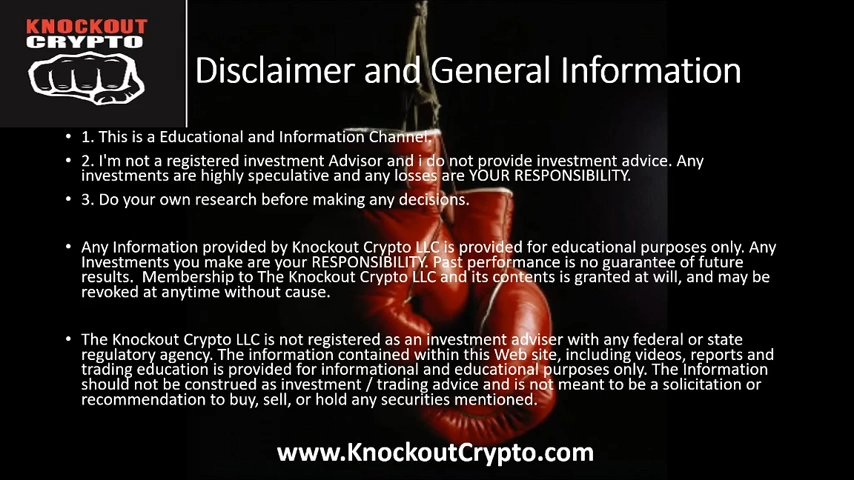 KNOCKOUT
CRYPTO
Disclaimer and General Information
• 1. This is a Educational and Information Channel.
• 2. I'm not a registered investment Advisor and i do not provide investment advice. Any
investments are highly speculative and any losses are YOUR RESPONSIBILITY.
• 3. Do your own research before making any decisions.
• Any Information provided by Knockout Crypto LLC is provided for educational purposes only. Any
Investments you make are your RESPONSIBILITY. Past performance is no guarantee of future
results. Membership to The Knockout Crypto LLC and its contents is granted at will, and may be
revoked at anytime without cause.
• The Knockout Crypto LLC is not registered as an investment adviser with any federal or state
regulatory agency. The information contained within this Web site, including videos, reports and
trading education is provided for informational and educational purposes only. The Information
should not be construed as investment / trading advice and is not meant to be a solicitation or
recommendation to buy, sell, or hold any securities mentioned.
www.KnockoutCrypto.com